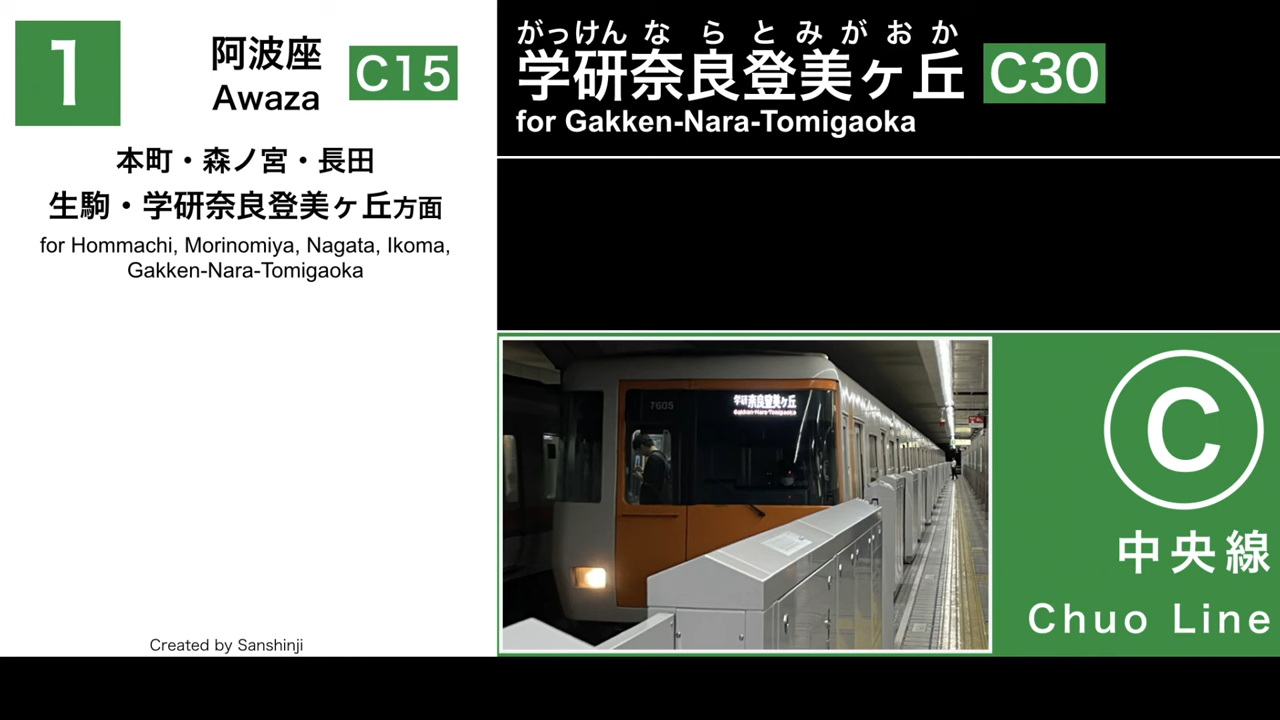 1
阿波座
Awaza
C15
本町・森ノ宮・長田
生駒・学研奈良登美ヶ丘方面
for Hommachi, Morinomiya, Nagata, Ikoma,
Gakken-Nara-Tomigaoka
Created by Sanshinji
がっけん な ら と み が お か
学研奈良登美ヶ丘
C30
for Gakken-Nara-Tomigaoka
7605
学研奈良登美ヶ丘
Gakken-Nara-Tomigaoka
C
中央線
Chuo Line